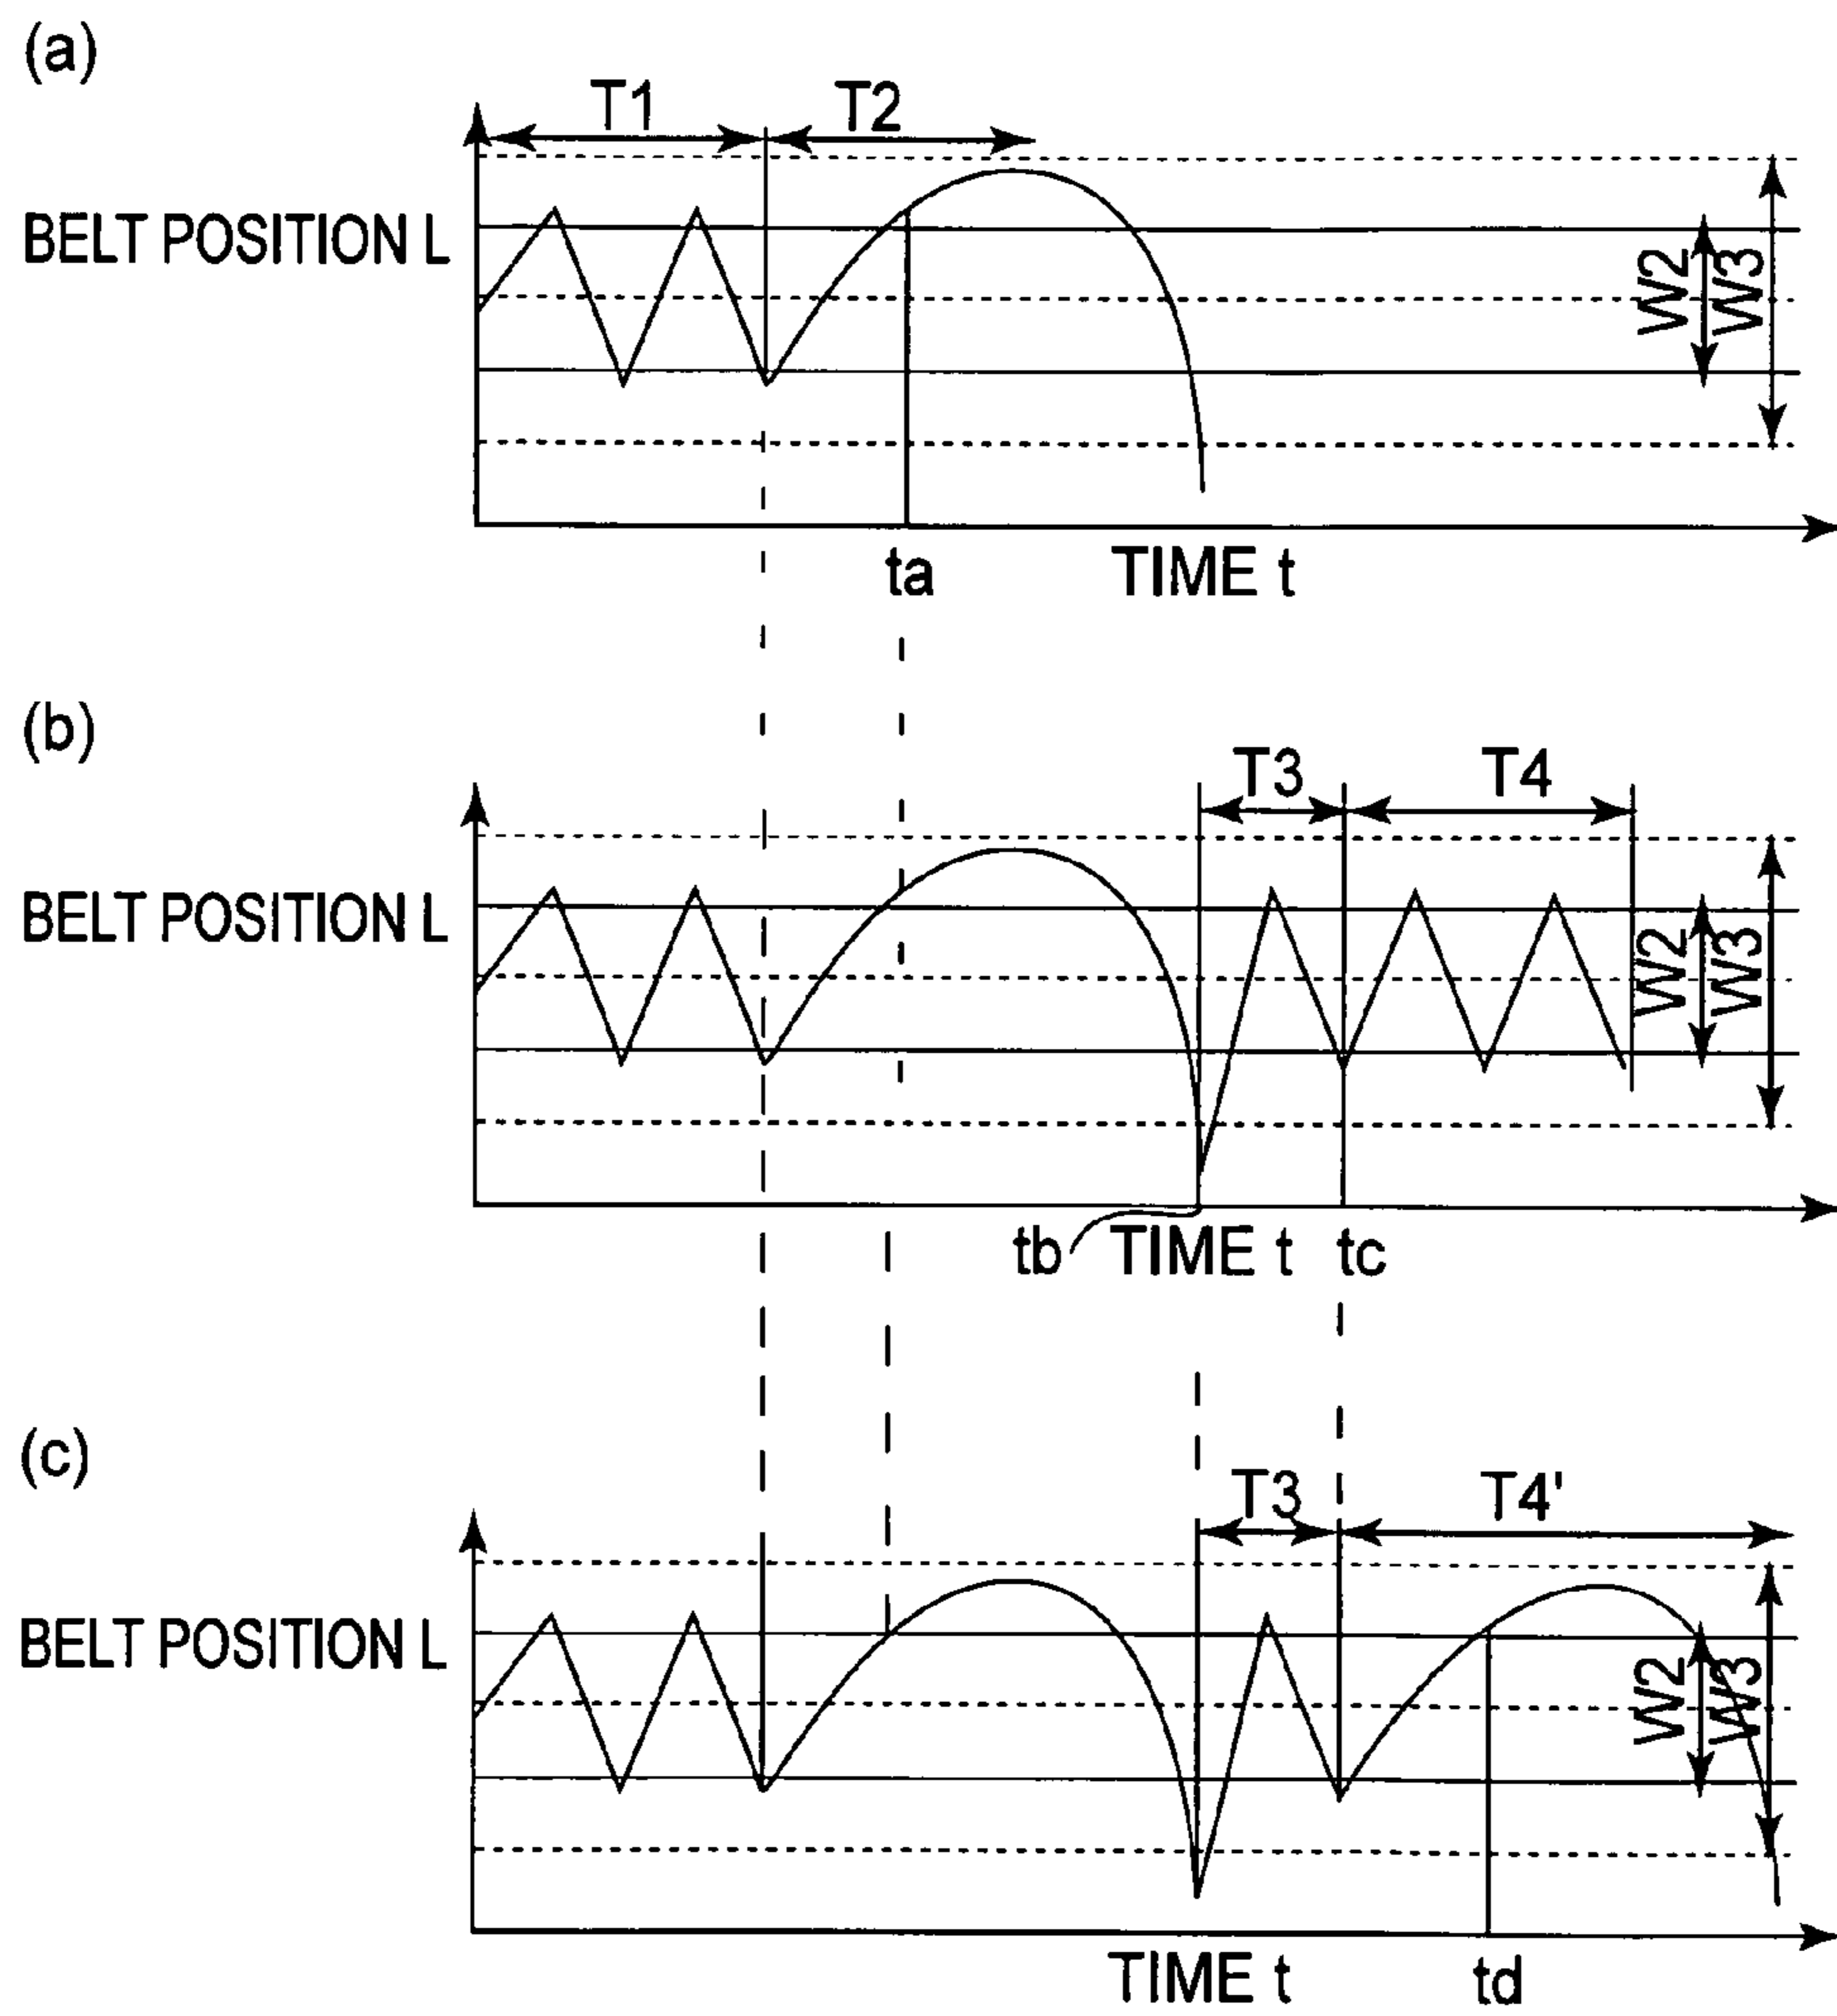 (a)
T1 T2
BELT POSITION L
W2 W3
ta TIME t
(b)
T3 T4
BELT POSITION L
W2 W3
tb TIME t tc
(c)
T3 T4'
BELT POSITION L
W2 W3
TIME t td